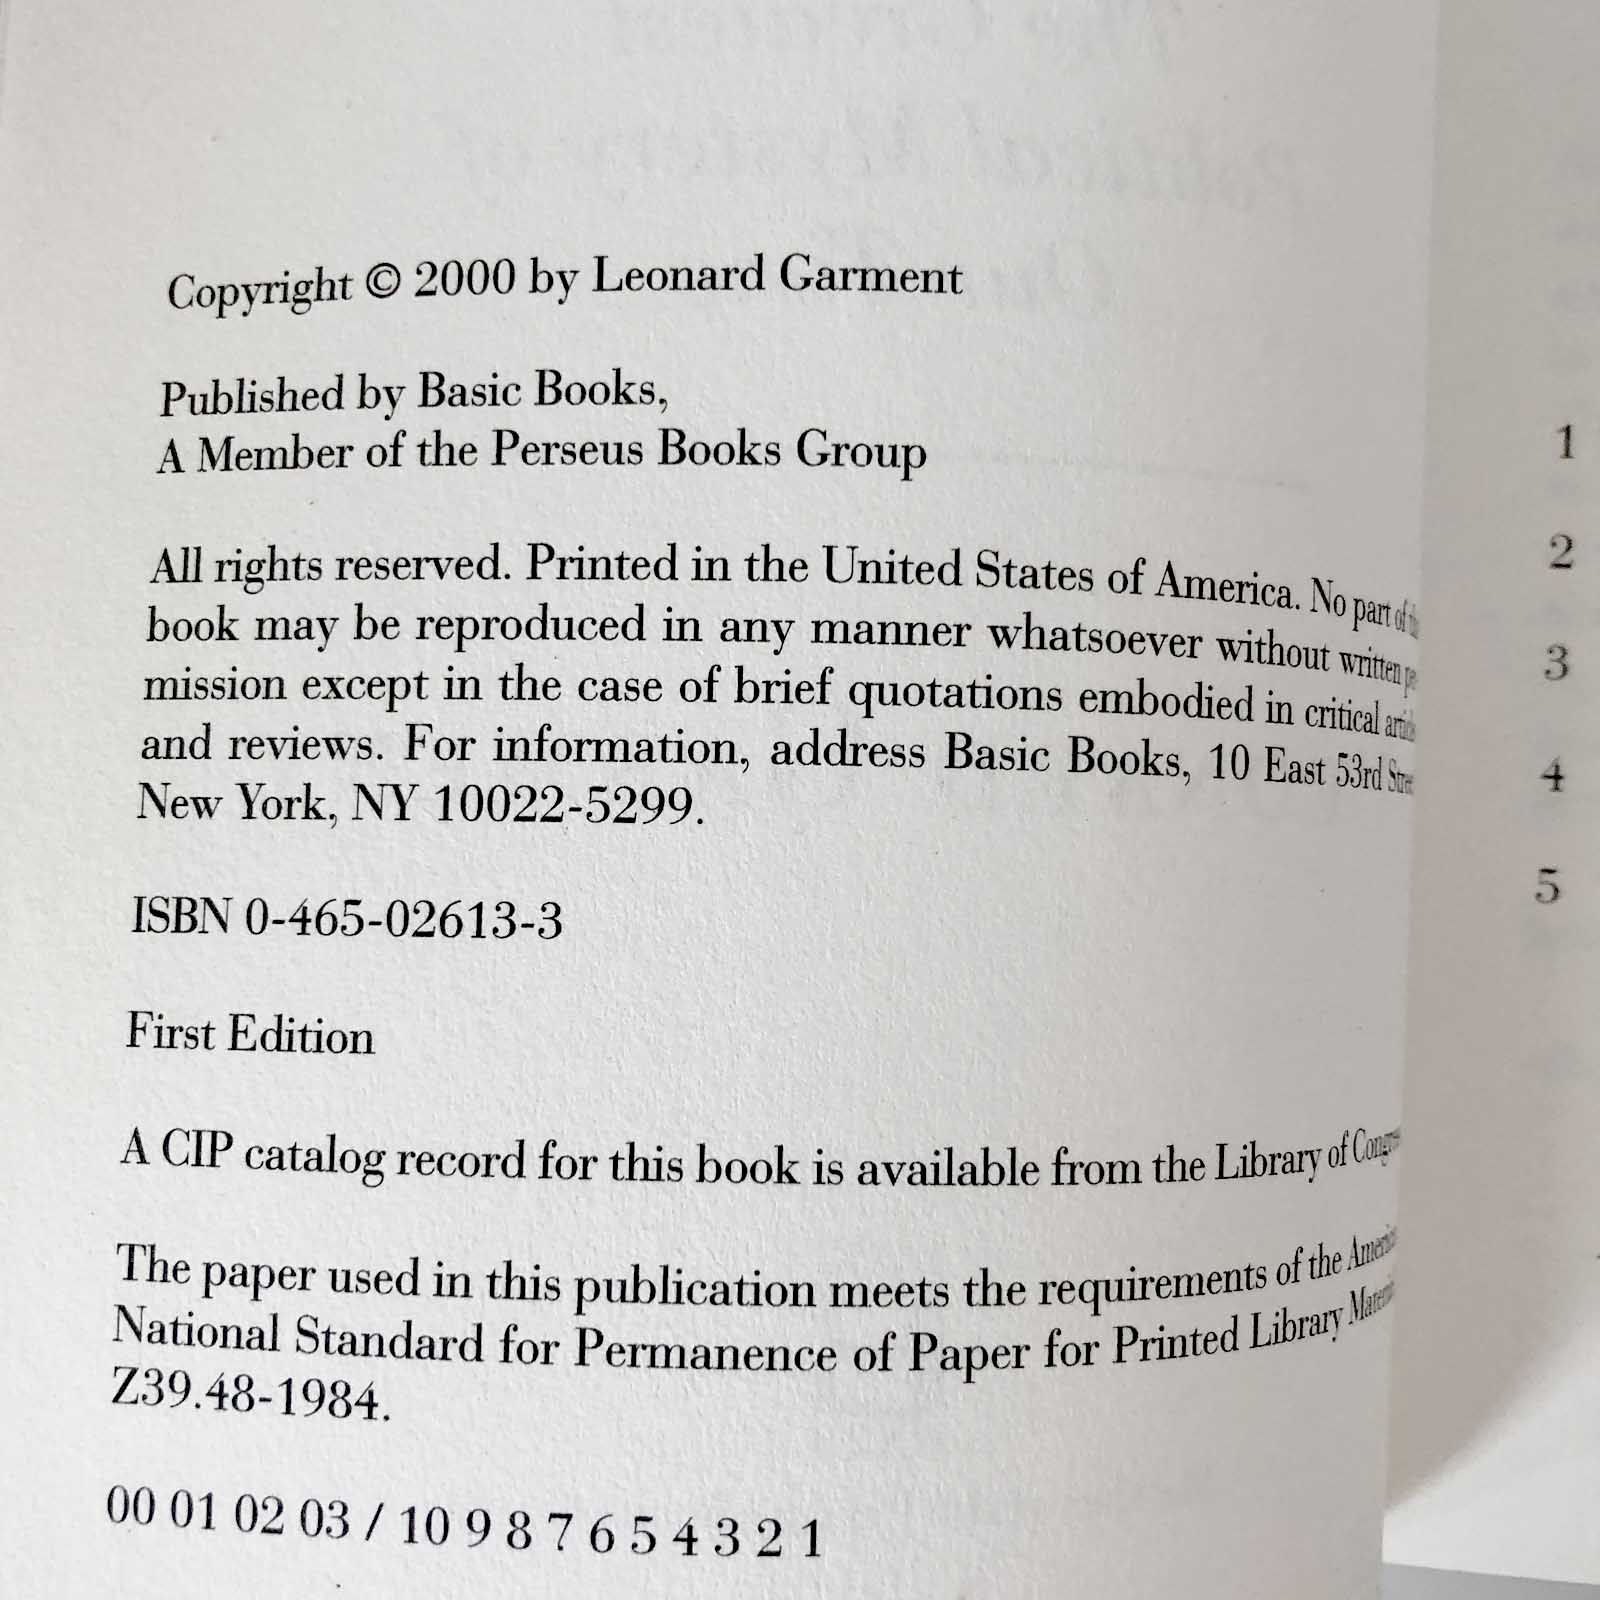 Copyright © 2000 by Leonard Garment
Published by Basic Books,
A Member of the Perseus Books Group
All rights reserved. Printed in the United States of America. No part of
book may be reproduced in any manner whatsoever without written
mission except in the case of brief quotations embodied in critical
and reviews. For information, address Basic Books, 10 East 53rd
New York, NY 10022-5299.
ISBN 0-465-02613-3
First Edition
A CIP catalog record for this book is available from the Library of Congress
The paper used in this publication meets the requirements of the
National Standard for Permanence of Paper for Printed Library
Z39.48-1984.
00 01 02 03 / 10 9 8 7 6 5 4 3 2 1
1
2
3
4
5